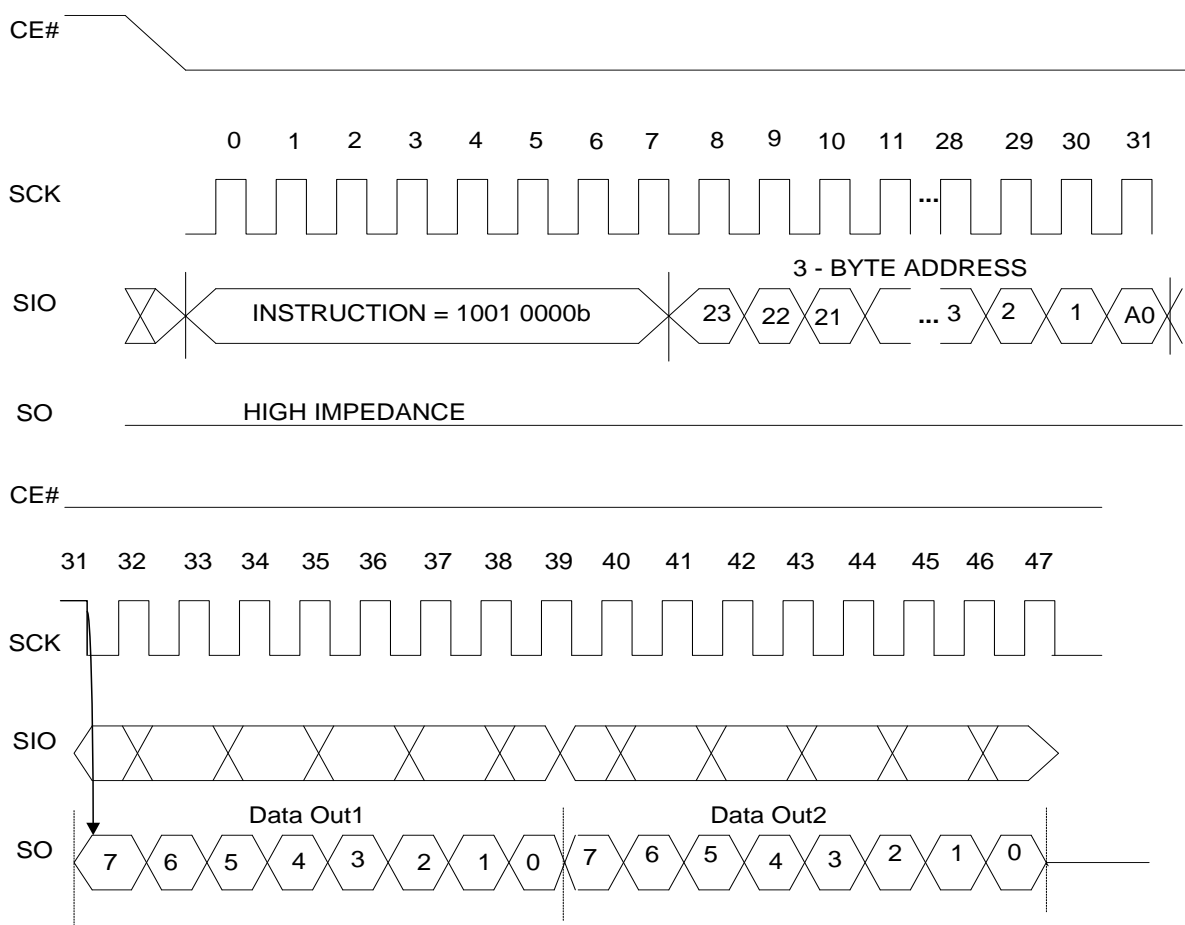 CE#
0 1 2 3 4 5 6 7 8 9 10 11 28 29 30 31
SCK ...
3 - BYTE ADDRESS
SIO INSTRUCTION = 1001 0000b 23 22 21 ... 3 2 1 A0
SO HIGH IMPEDANCE
CE#
31 32 33 34 35 36 37 38 39 40 41 42 43 44 45 46 47
SCK
SIO
Data Out1 Data Out2
SO 7 6 5 4 3 2 1 0 7 6 5 4 3 2 1 0